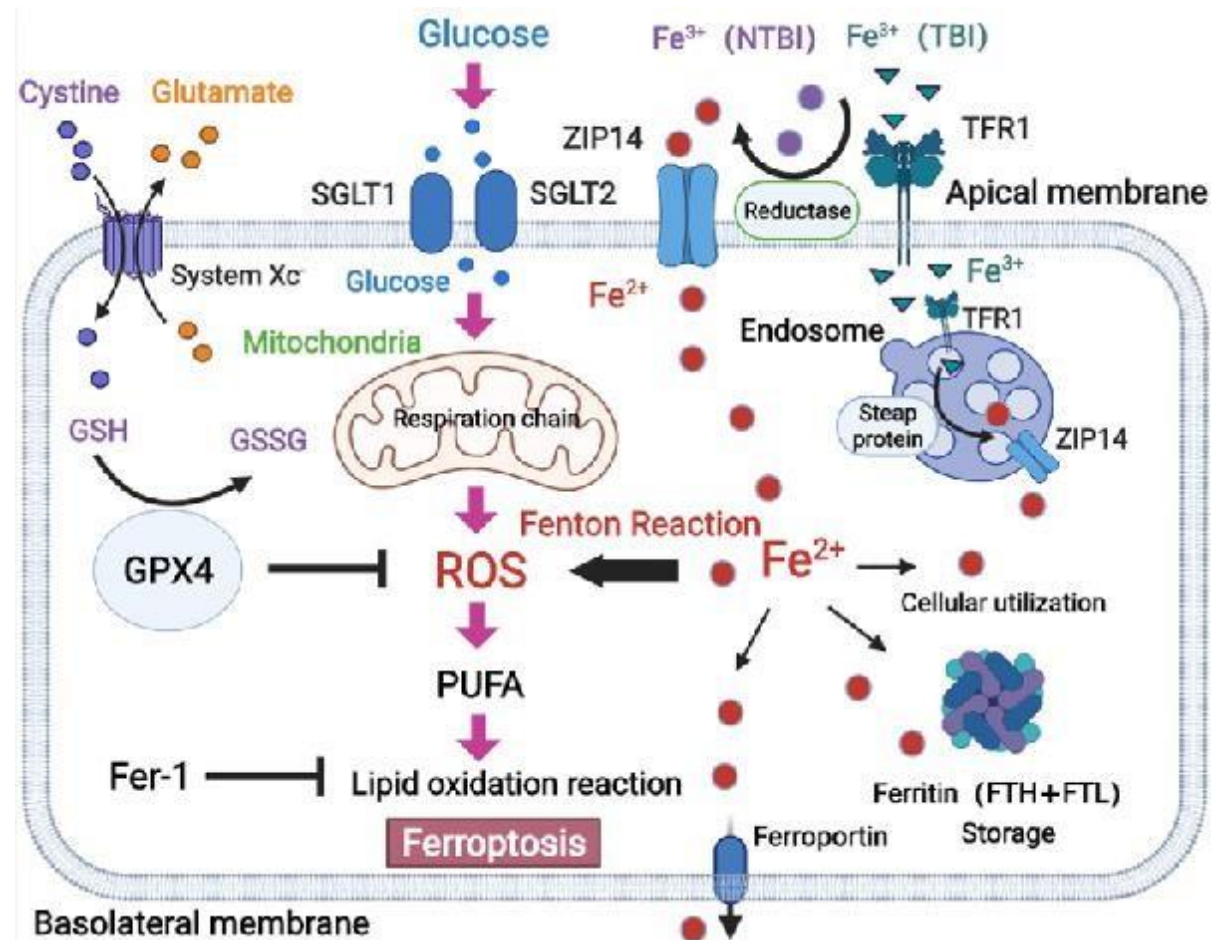 Glucose
Fe³⁺ (NTBI)
Fe³⁺ (TBI)
Cystine
Glutamate
ZIP14
TFR1
SGLT1
SGLT2
Reductase
Apical membrane
System Xc⁻
Glucose
Fe²⁺
Fe³⁺
Mitochondria
Endosome
TFR1
Respiration chain
Steap
protein
ZIP14
GSH
GSSG
Fenton Reaction
GPX4
ROS
Fe²⁺
Cellular utilization
PUFA
Fer-1
Lipid oxidation reaction
Ferritin (FTH+FTL)
Storage
Ferroptosis
Ferroportin
Basolateral membrane